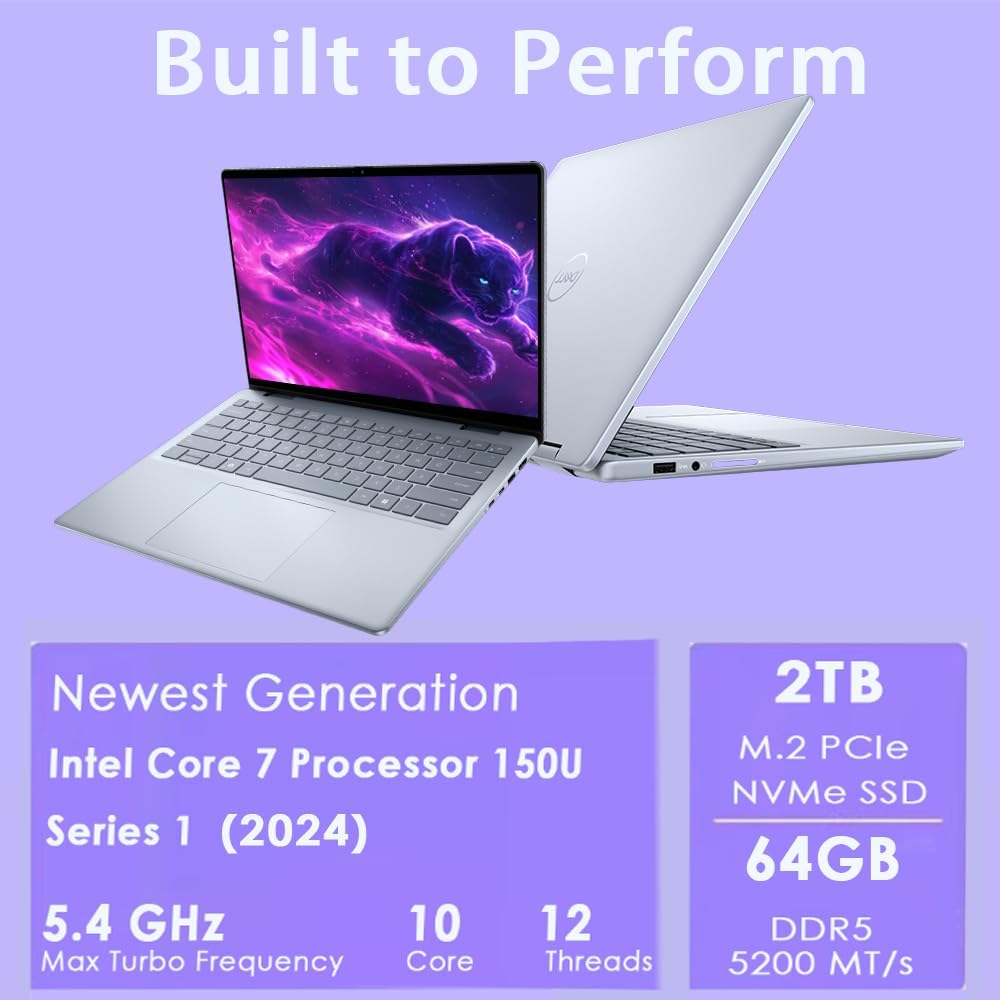 Built to Perform
Newest Generation
Intel Core 7 Processor 150U
Series 1 (2024)
5.4 GHz
Max Turbo Frequency
10
Core
12
Threads
2TB
M.2 PCIe
NVMe SSD
64GB
DDR5
5200 MT/s